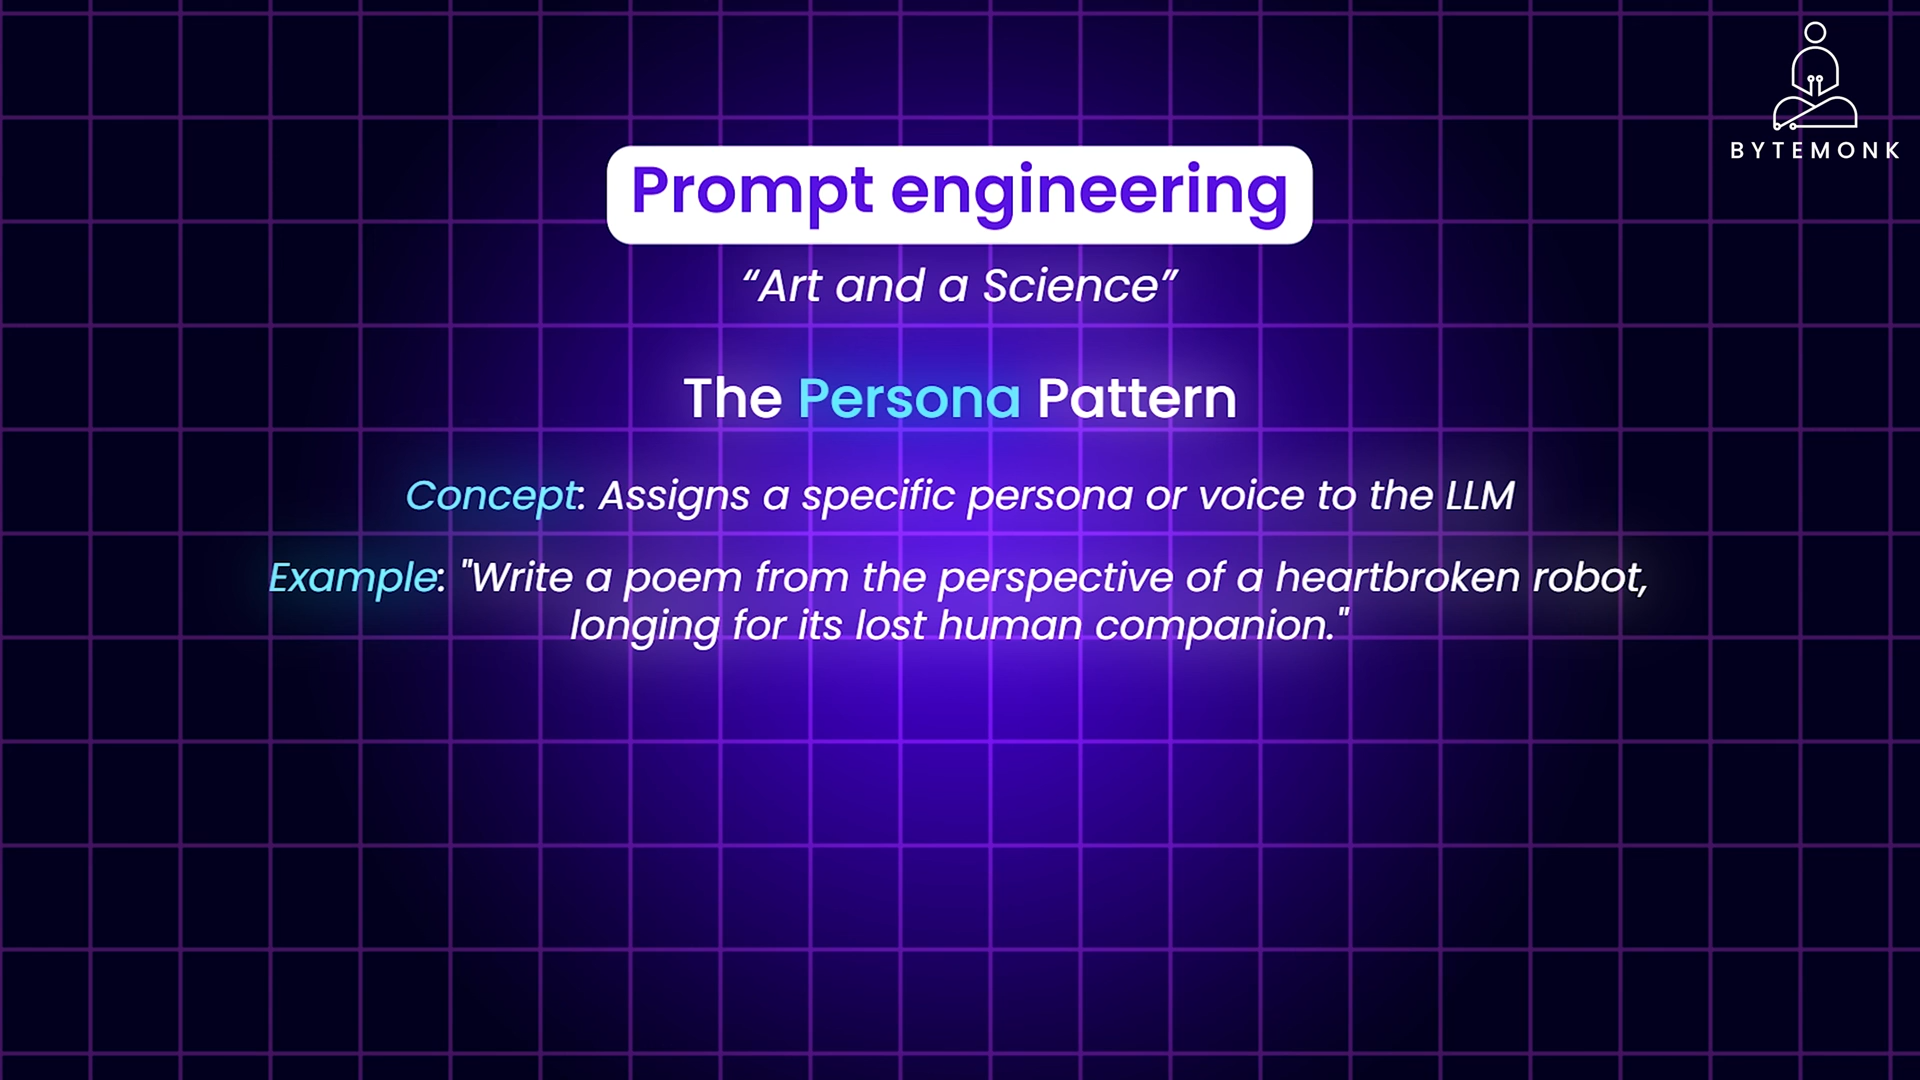 BYTEMONK
Prompt engineering
“Art and a Science”
The Persona Pattern
Concept: Assigns a specific persona or voice to the LLM
Example: "Write a poem from the perspective of a heartbroken robot,
longing for its lost human companion."